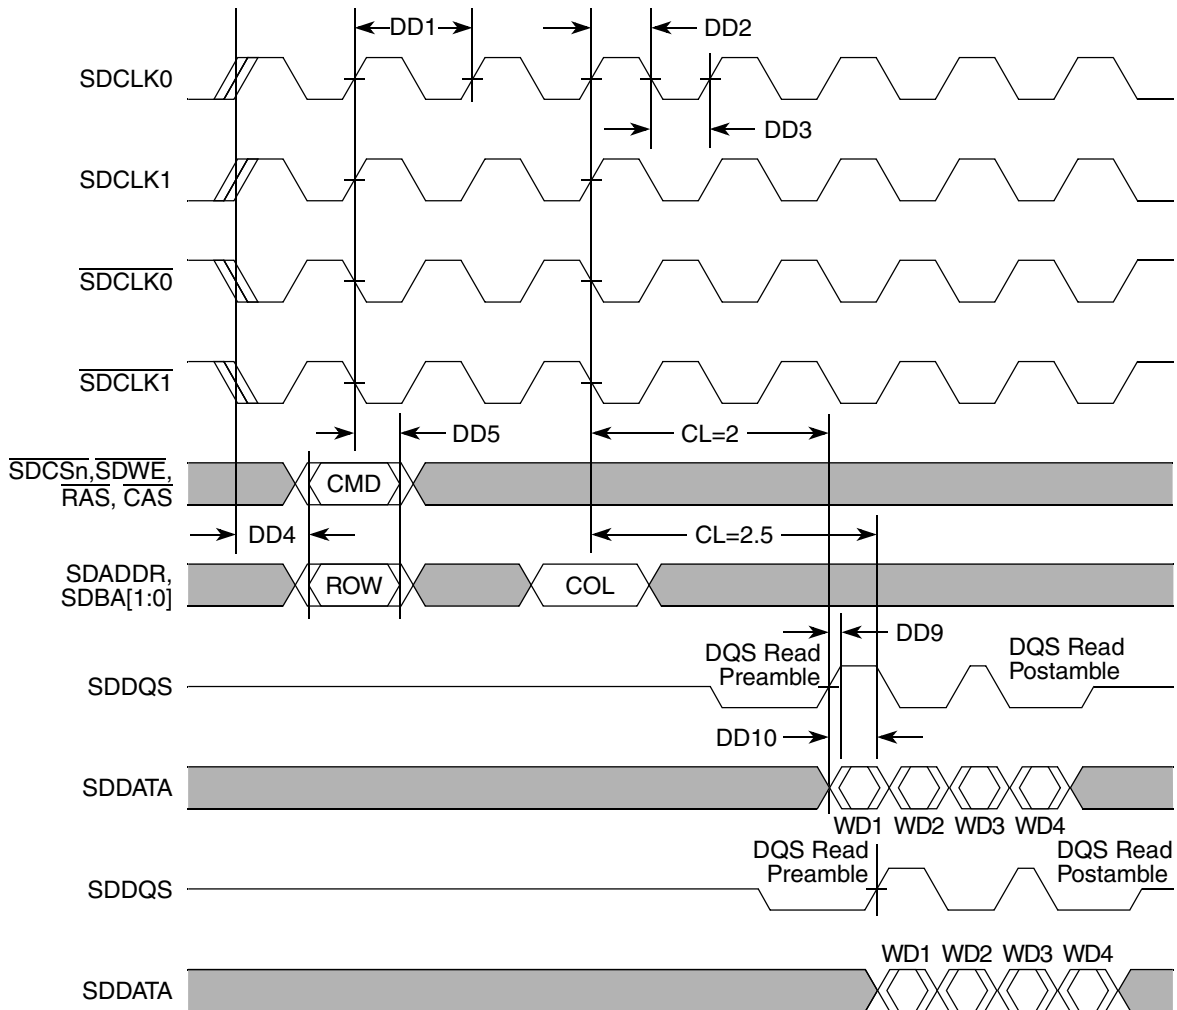 DD1
DD2
SDCLK0
DD3
SDCLK1
SDCLK0
SDCLK1
DD5
CL=2
SDCSn,SDWE,
RAS, CAS
CMD
DD4
CL=2.5
SDADDR,
SDBA[1:0]
ROW
COL
DD9
DQS Read
Preamble
DQS Read
Postamble
SDDQS
DD10
SDDATA
WD1 WD2 WD3 WD4
DQS Read
Preamble
DQS Read
Postamble
SDDQS
WD1 WD2 WD3 WD4
SDDATA